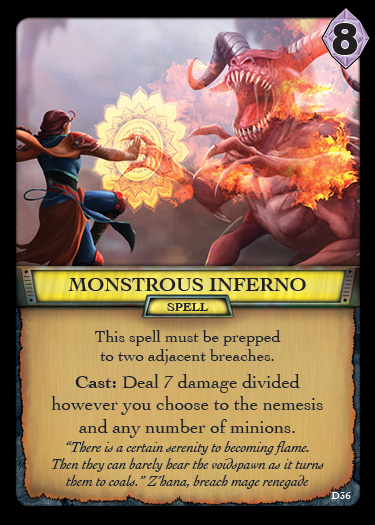 8
MONSTROUS INFERNO
SPELL
This spell must be prepped
to two adjacent breaches.
Cast: Deal 7 damage divided
however you choose to the nemesis
and any number of minions.
“There is a certain serenity to becoming flame.
Then they can barely hear the voidspawn as it turns
them to coals.” Z’hana, breach mage renegade
D36